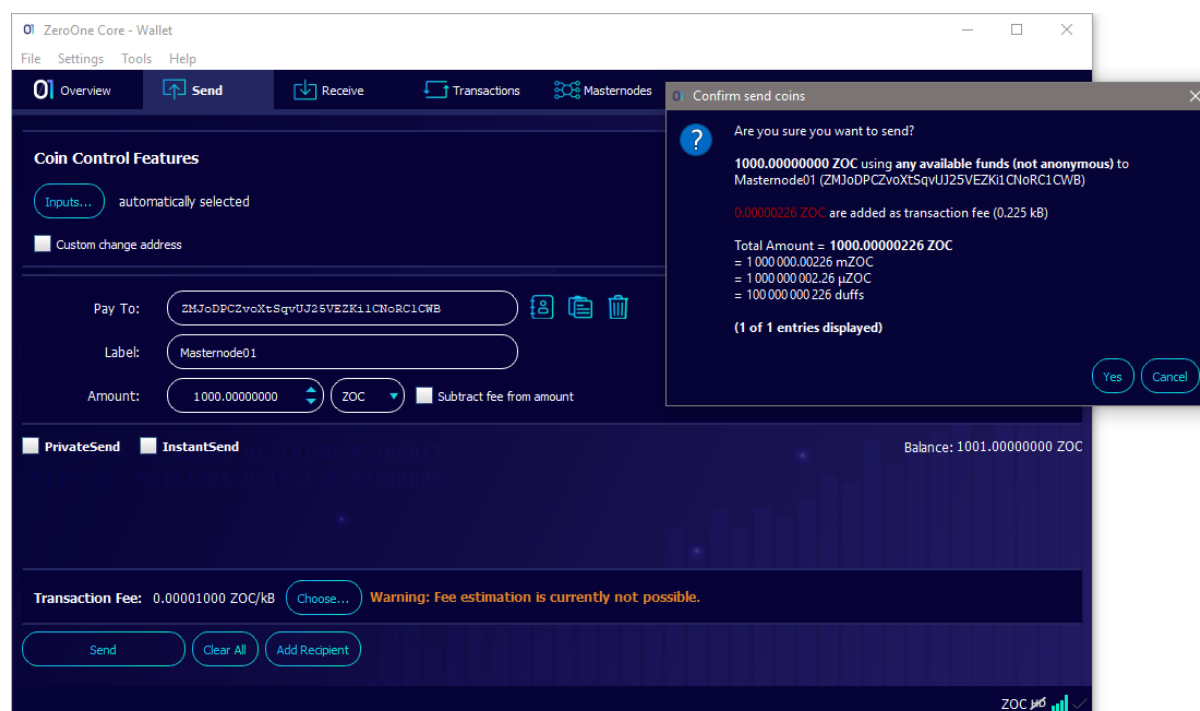 01 ZeroOne Core - Wallet
File Settings Tools Help
01 Overview Send Receive Transactions Masternodes
Coin Control Features
Inputs... automatically selected
Custom change address
Pay To: ZMJoDPCZvoXtSqvUJ25VEZKi1CNoRC1CWB
Label: Masternode01
Amount: 1000.00000000 ZOC Subtract fee from amount
PrivateSend InstantSend Balance: 1001.00000000 ZOC
Transaction Fee: 0.00001000 ZOC/kB Choose... Warning: Fee estimation is currently not possible.
Send Clear All Add Recipient
ZOC HD
01 Confirm send coins
Are you sure you want to send?
1000.00000000 ZOC using any available funds (not anonymous) to
Masternode01 (ZMJoDPCZvoXtSqvUJ25VEZKi1CNoRC1CWB)
0.00000226 ZOC are added as transaction fee (0.225 kB)
Total Amount = 1000.00000226 ZOC
= 1 000 000.00226 mZOC
= 1 000 000 002.26 µZOC
= 100 000 000 226 duffs
(1 of 1 entries displayed)
Yes Cancel